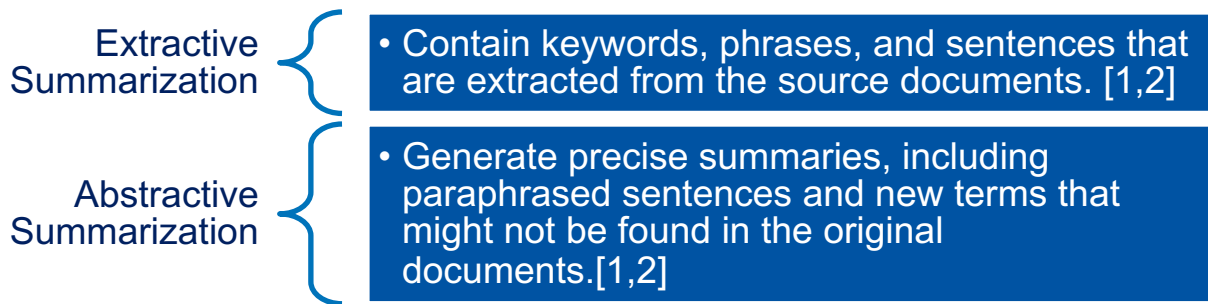 Extractive
Summarization
• Contain keywords, phrases, and sentences that
are extracted from the source documents. [1,2]
Abstractive
Summarization
• Generate precise summaries, including
paraphrased sentences and new terms that
might not be found in the original
documents.[1,2]